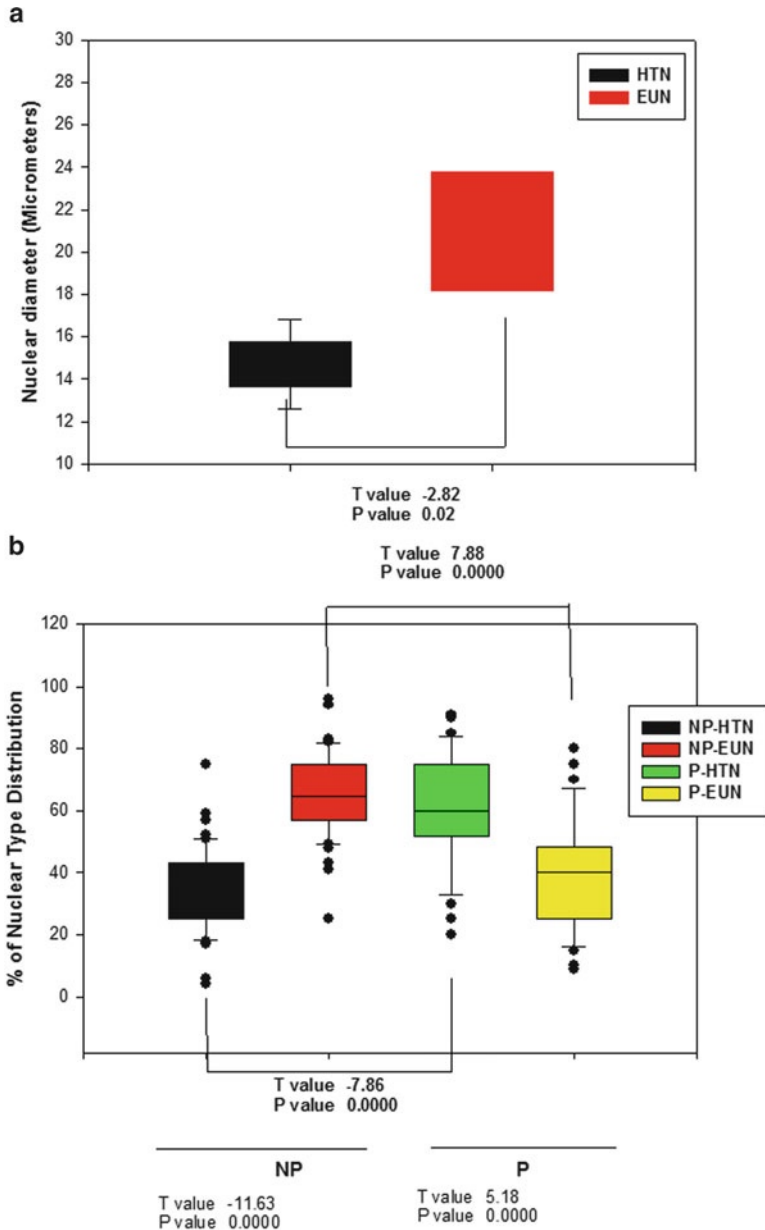 a
30
28
26
24
22
20
18
16
14
12
10
Nuclear diameter (Micrometers)
HTN
EUN
T value -2.82
P value 0.02
b
T value 7.88
P value 0.0000
120
100
80
60
40
20
0
% of Nuclear Type Distribution
NP-HTN
NP-EUN
P-HTN
P-EUN
T value -7.86
P value 0.0000
NP
P
T value -11.63
P value 0.0000
T value 5.18
P value 0.0000